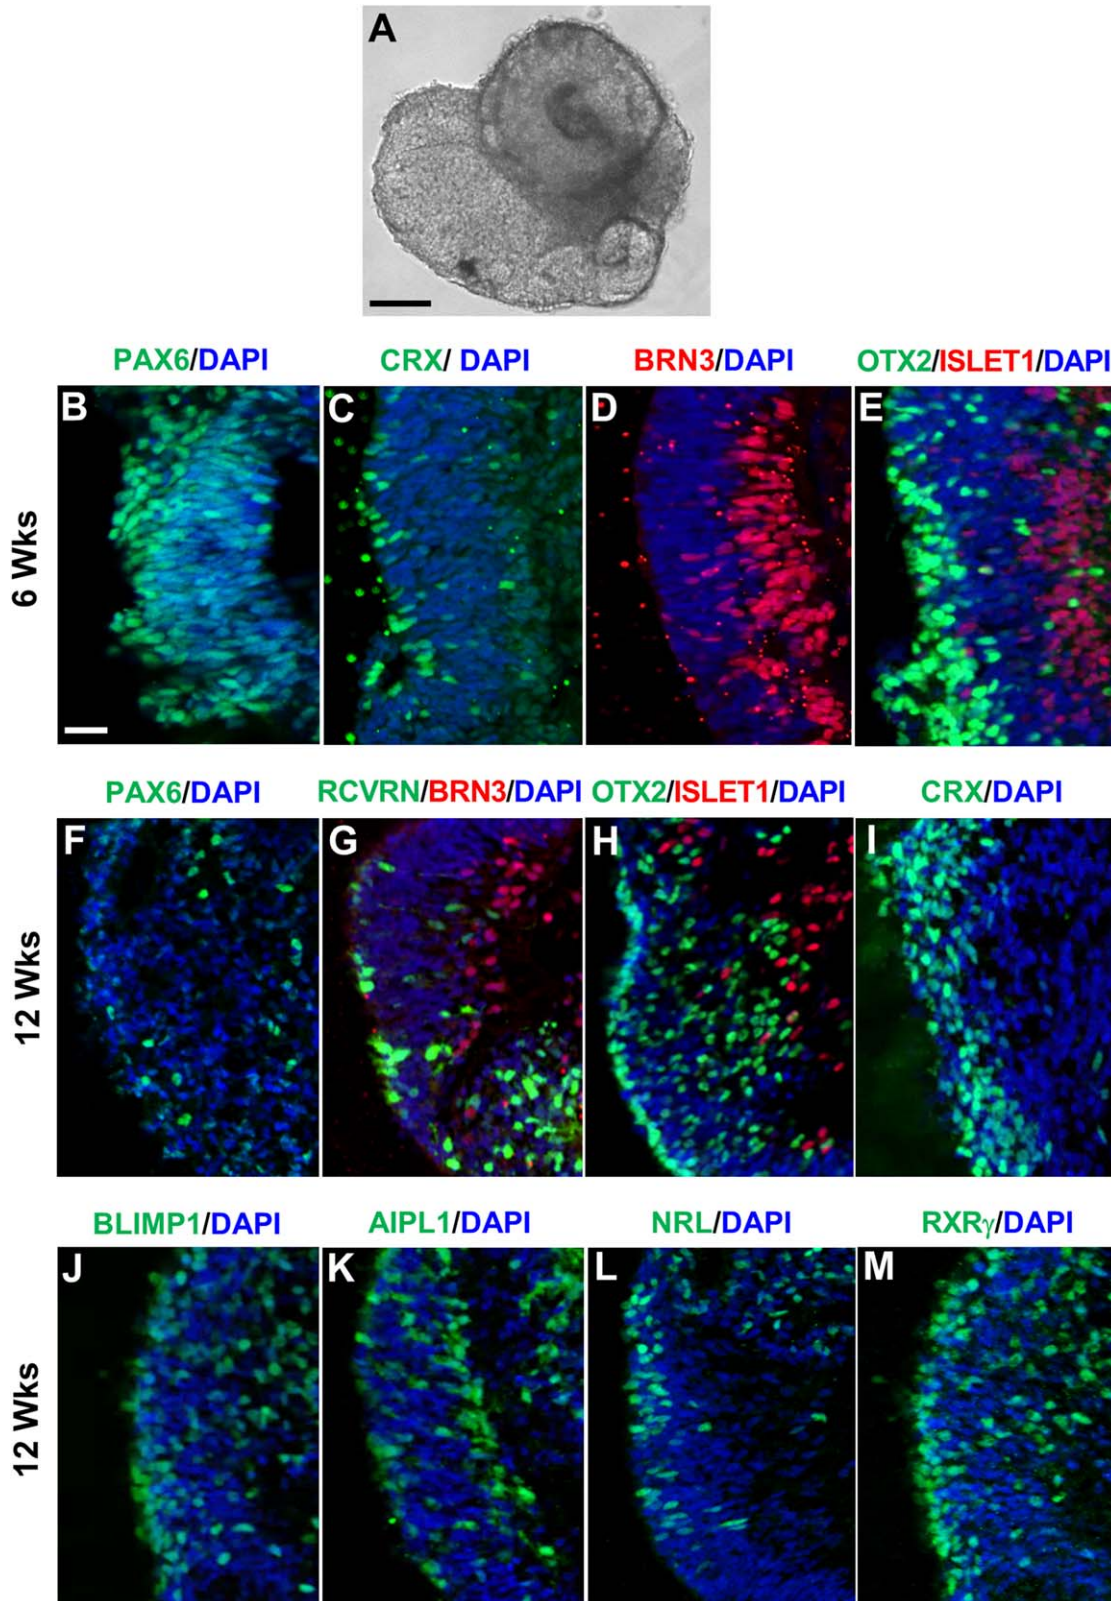 A
PAX6/DAPI CRX/ DAPI BRN3/DAPI OTX2/ISLET1/DAPI
B C D E
6 Wks
PAX6/DAPI RCVRN/BRN3/DAPI OTX2/ISLET1/DAPI CRX/DAPI
F G H I
12 Wks
BLIMP1/DAPI AIPL1/DAPI NRL/DAPI RXRγ/DAPI
J K L M
12 Wks